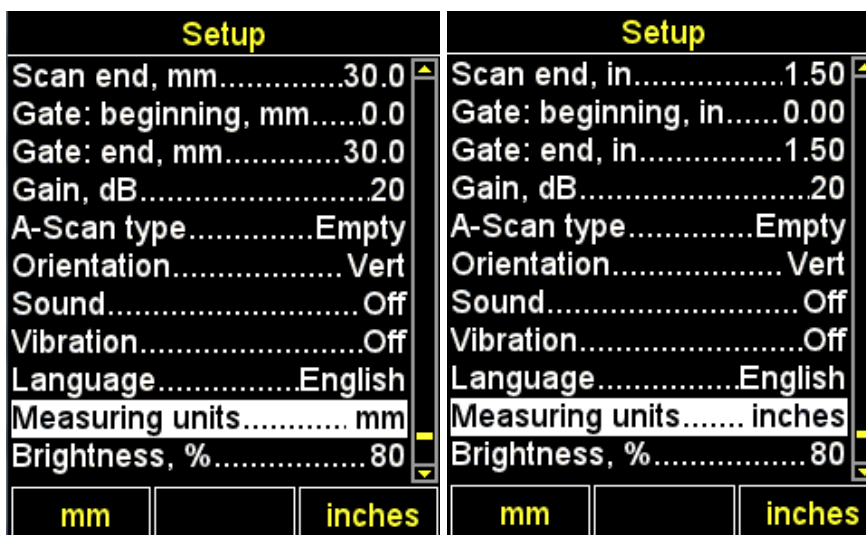 Setup
Scan end, mm..............30.0
Gate: beginning, mm......0.0
Gate: end, mm..............30.0
Gain, dB..........................20
A-Scan type..............Empty
Orientation................... Vert
Sound............................ Off
Vibration.........................Off
Language................English
Measuring units............ mm
Brightness, %.................80
mm
inches
Setup
Scan end, in................1.50
Gate: beginning, in......0.00
Gate: end, in................1.50
Gain, dB..........................20
A-Scan type..............Empty
Orientation................... Vert
Sound............................ Off
Vibration.........................Off
Language................English
Measuring units....... inches
Brightness, %.................80
mm
inches